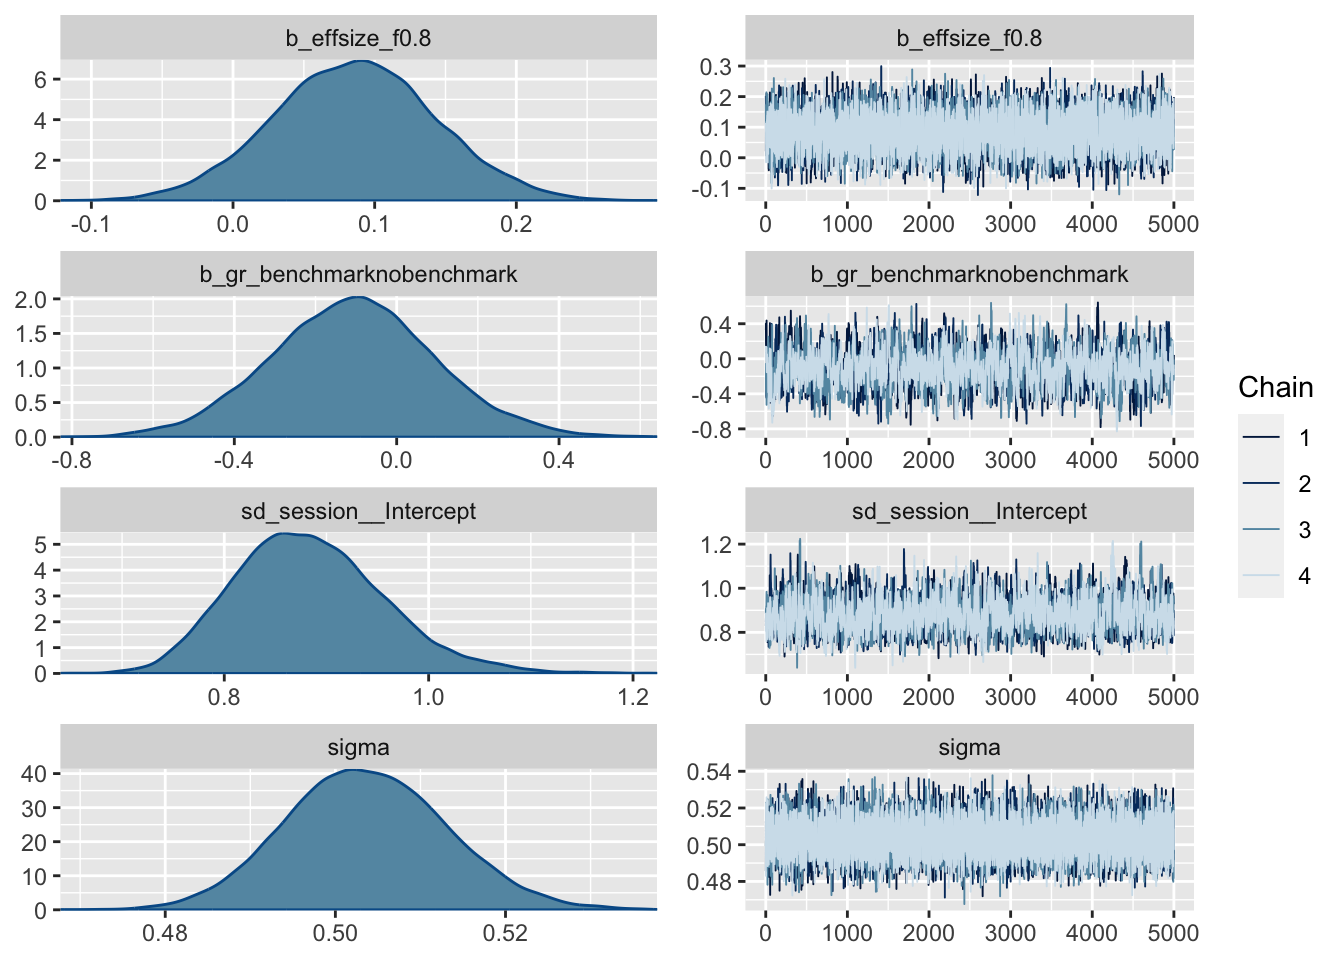 b_effsize_f0.8
b_effsize_f0.8
6
4
2
0
-0.1 0.0 0.1 0.2
0.3
0.2
0.1
0.0
-0.1
0 1000 2000 3000 4000 5000
b_gr_benchmarknobenchmark
b_gr_benchmarknobenchmark
2.0
1.5
1.0
0.5
0.0
-0.8 -0.4 0.0 0.4
0.4
0.0
-0.4
-0.8
0 1000 2000 3000 4000 5000
sd_session__Intercept
sd_session__Intercept
5
4
3
2
1
0
0.8 1.0 1.2
1.2
1.0
0.8
0 1000 2000 3000 4000 5000
sigma
sigma
40
30
20
10
0
0.48 0.50 0.52
0.54
0.52
0.50
0.48
0 1000 2000 3000 4000 5000
Chain
1
2
3
4